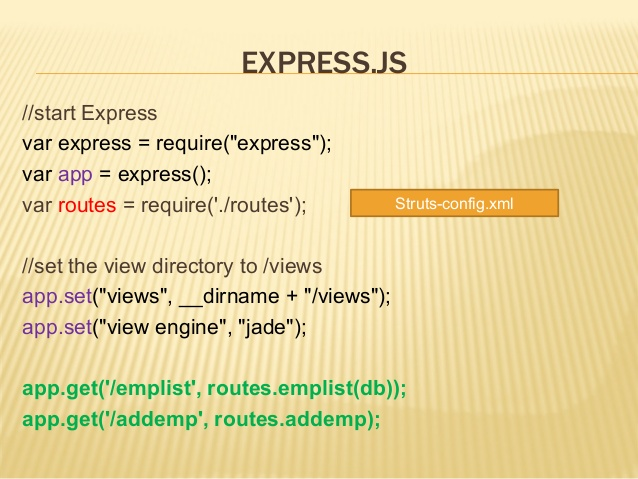 EXPRESS.JS
//start Express
var express = require("express");
var app = express();
var routes = require('./routes');
Struts-config.xml
//set the view directory to /views
app.set("views", __dirname + "/views");
app.set("view engine", "jade");
app.get('/emplist', routes.emplist(db));
app.get('/addemp', routes.addemp);